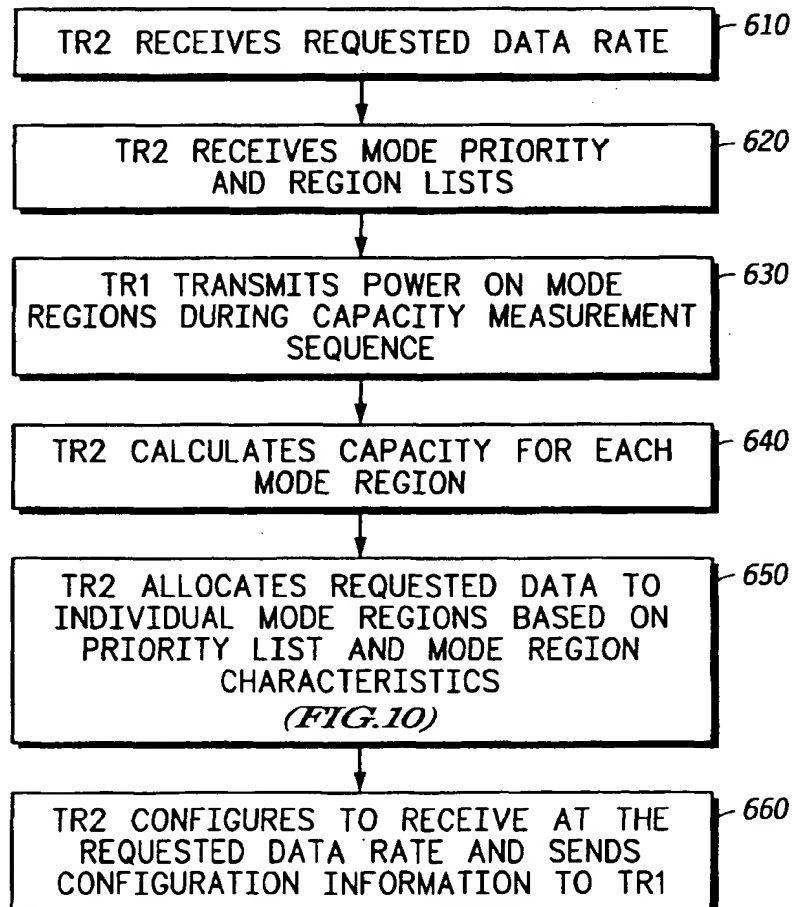 TR2 RECEIVES REQUESTED DATA RATE
610
TR2 RECEIVES MODE PRIORITY
AND REGION LISTS
620
TR1 TRANSMITS POWER ON MODE
REGIONS DURING CAPACITY MEASUREMENT
SEQUENCE
630
TR2 CALCULATES CAPACITY FOR EACH
MODE REGION
640
TR2 ALLOCATES REQUESTED DATA TO
INDIVIDUAL MODE REGIONS BASED ON
PRIORITY LIST AND MODE REGION
CHARACTERISTICS
(FIG.10)
650
TR2 CONFIGURES TO RECEIVE AT THE
REQUESTED DATA RATE AND SENDS
CONFIGURATION INFORMATION TO TR1
660